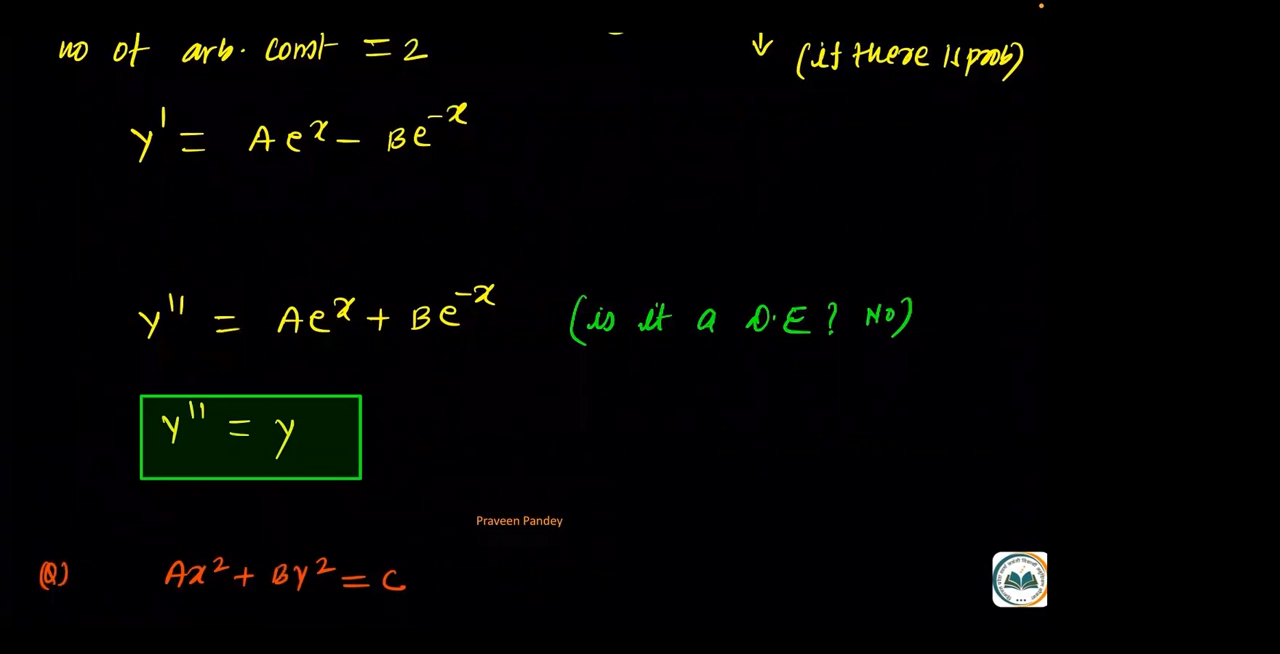 no of arb. const = 2
↓ (if there is prob)
y' = Ae^x - Be^-x
y'' = Ae^x + Be^-x (is it a D.E? NO)
y'' = y
Praveen Pandey
(Q) Ax² + By² = C